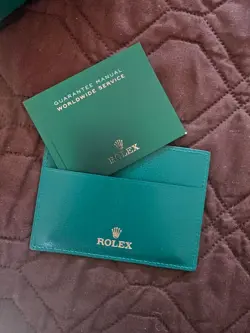 GUARANTEE MANUAL
WORLDWIDE SERVICE
ROLEX
ROLEX